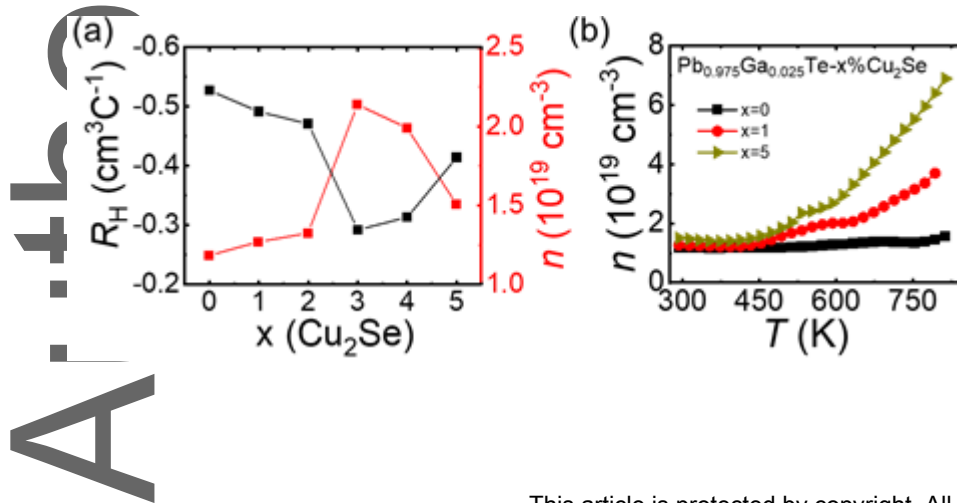 (a)
-0.6
-0.5
-0.4
-0.3
-0.2
R_H (cm³C⁻¹)
2.5
2.0
1.5
1.0
n (10¹⁹ cm⁻³)
0 1 2 3 4 5
x (Cu₂Se)
(b)
8
6
4
2
0
n (10¹⁹ cm⁻³)
Pb₀.₉₇₅Ga₀.₀₂₅Te-x%Cu₂Se
x=0
x=1
x=5
300 450 600 750
T (K)
This article is protected by copyright. All